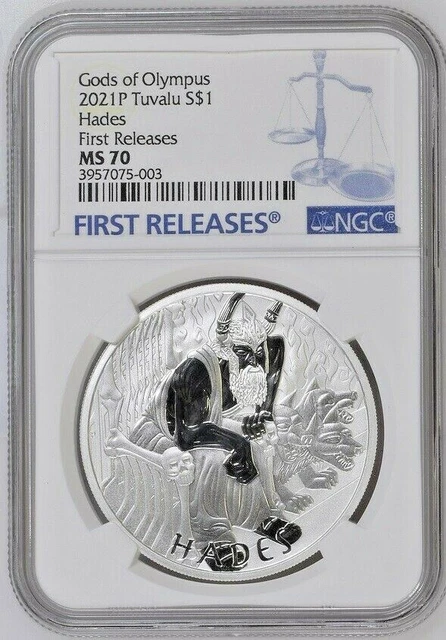 Gods of Olympus
2021P Tuvalu S$1
Hades
First Releases
MS 70
3957075-003
FIRST RELEASES®
NGC®
HADES